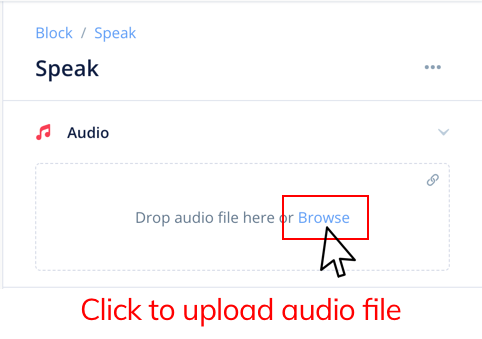 Block / Speak
Speak
Audio
Drop audio file here or Browse
Click to upload audio file